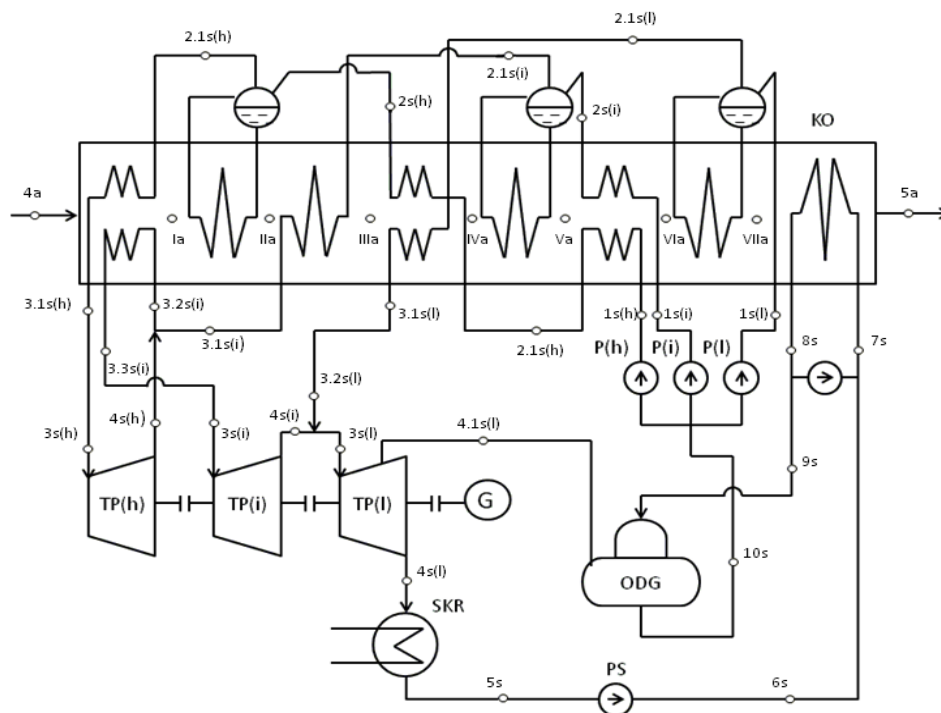 2.1s(h)
2.1s(l)
2.1s(i)
2s(h)
2s(i)
KO
4a
5a
Ia
IIa
IIIa
IVa
Va
VIa
VIIa
3.1s(h)
3.2s(i)
3.1s(i)
3.1s(l)
2.1s(h)
1s(h)
1s(i)
1s(l)
8s
7s
P(h)
P(i)
P(l)
3.3s(i)
3.2s(l)
3s(h)
4s(h)
3s(i)
4s(i)
3s(l)
4.1s(l)
9s
TP(h)
TP(i)
TP(l)
G
ODG
10s
4s(l)
SKR
5s
PS
6s